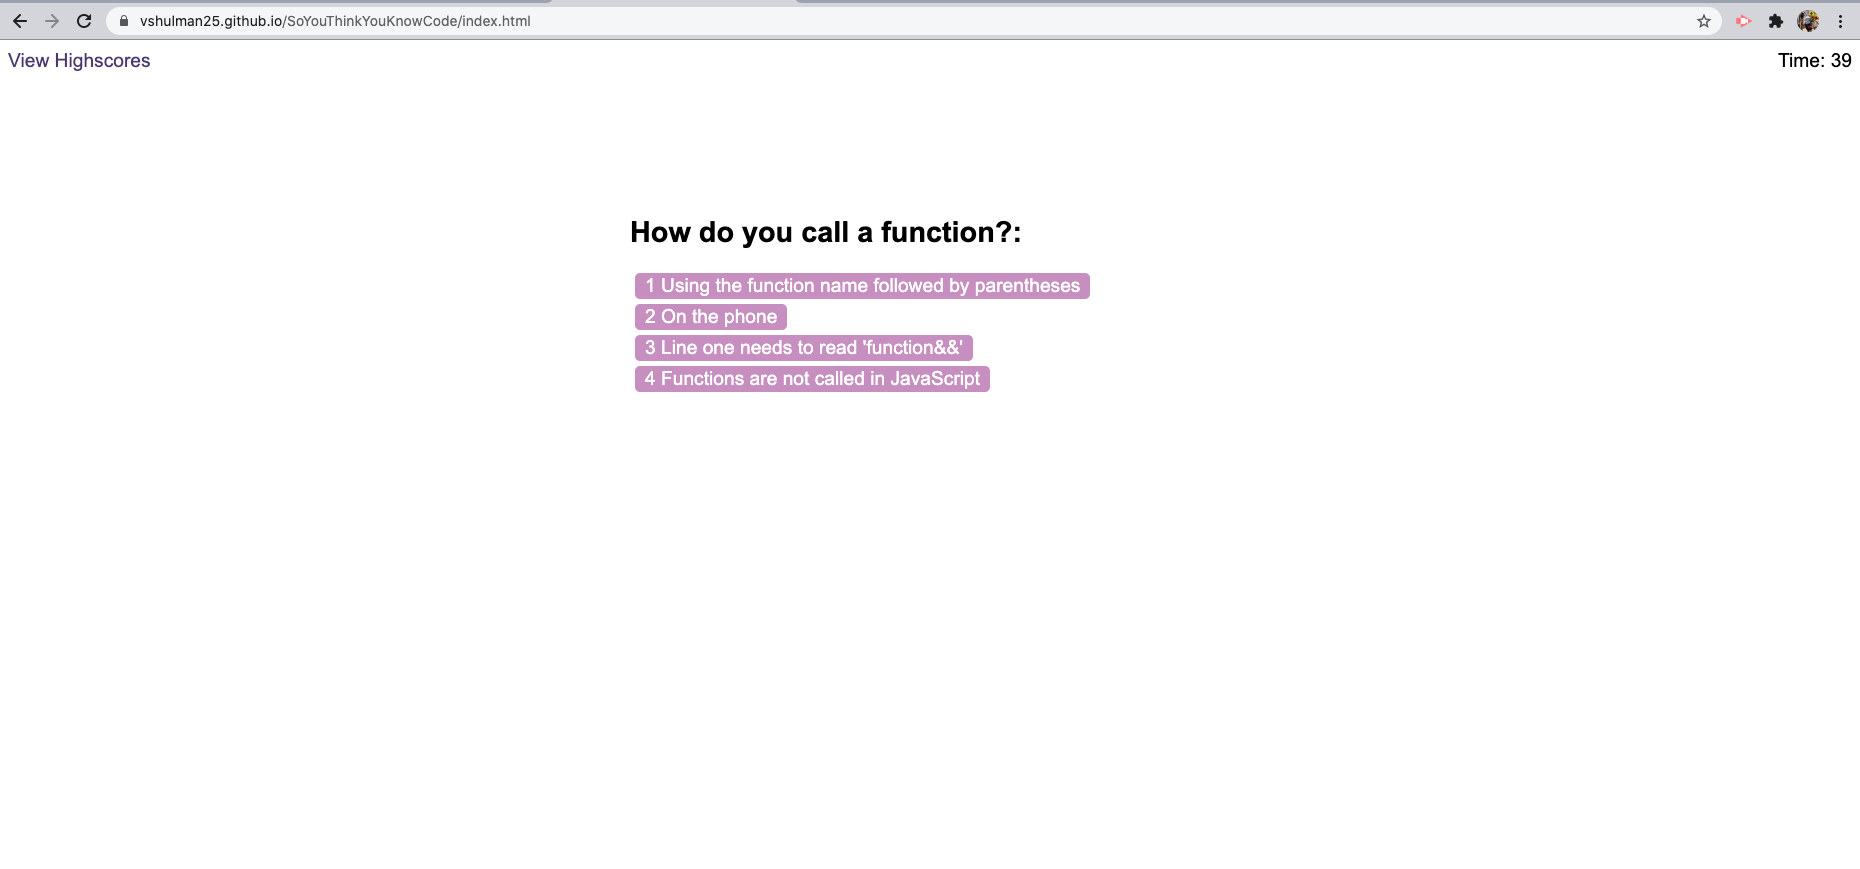 vshulman25.github.io/SoYouThinkYouKnowCode/index.html
View Highscores
Time: 39
How do you call a function?:
1 Using the function name followed by parentheses
2 On the phone
3 Line one needs to read 'function&&'
4 Functions are not called in JavaScript